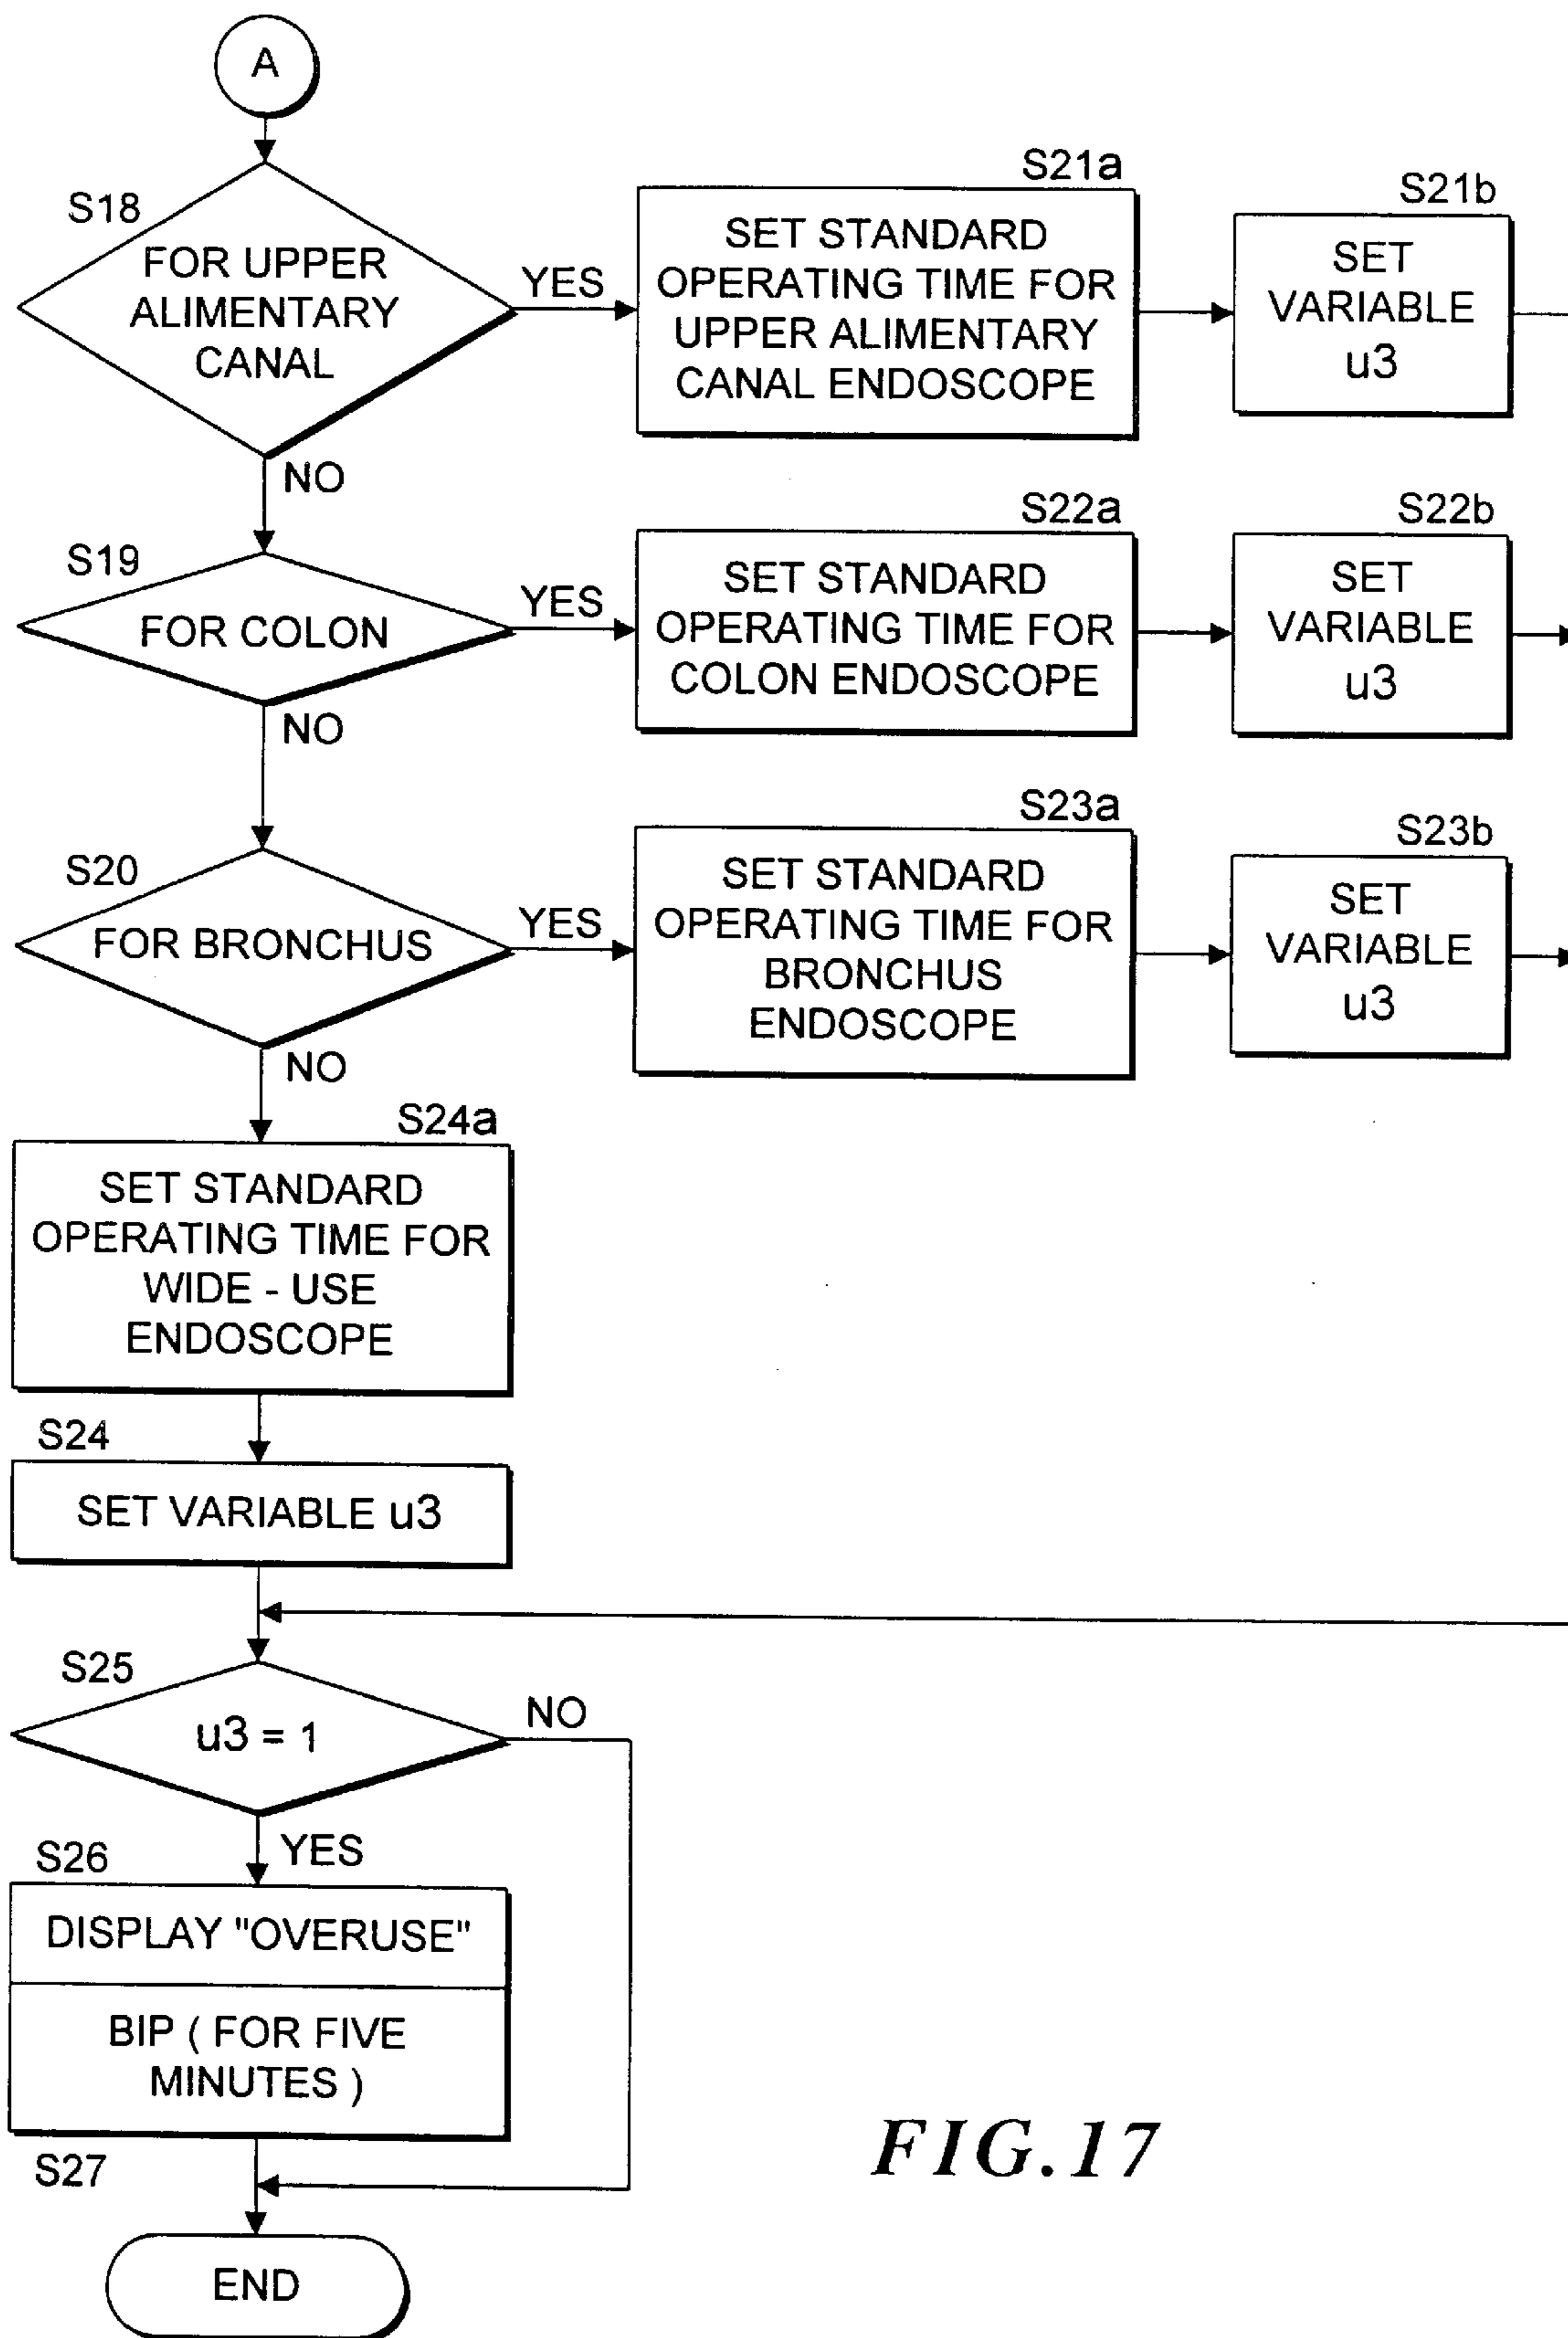 A
S18
FOR UPPER
ALIMENTARY
CANAL
YES
NO
S21a
SET STANDARD
OPERATING TIME FOR
UPPER ALIMENTARY
CANAL ENDOSCOPE
S21b
SET
VARIABLE
u3
S19
FOR COLON
YES
NO
S22a
SET STANDARD
OPERATING TIME FOR
COLON ENDOSCOPE
S22b
SET
VARIABLE
u3
S20
FOR BRONCHUS
YES
NO
S23a
SET STANDARD
OPERATING TIME FOR
BRONCHUS
ENDOSCOPE
S23b
SET
VARIABLE
u3
S24a
SET STANDARD
OPERATING TIME FOR
WIDE - USE
ENDOSCOPE
S24
SET VARIABLE u3
S25
u3 = 1
NO
YES
S26
DISPLAY "OVERUSE"
BIP ( FOR FIVE
MINUTES )
S27
END
FIG.17